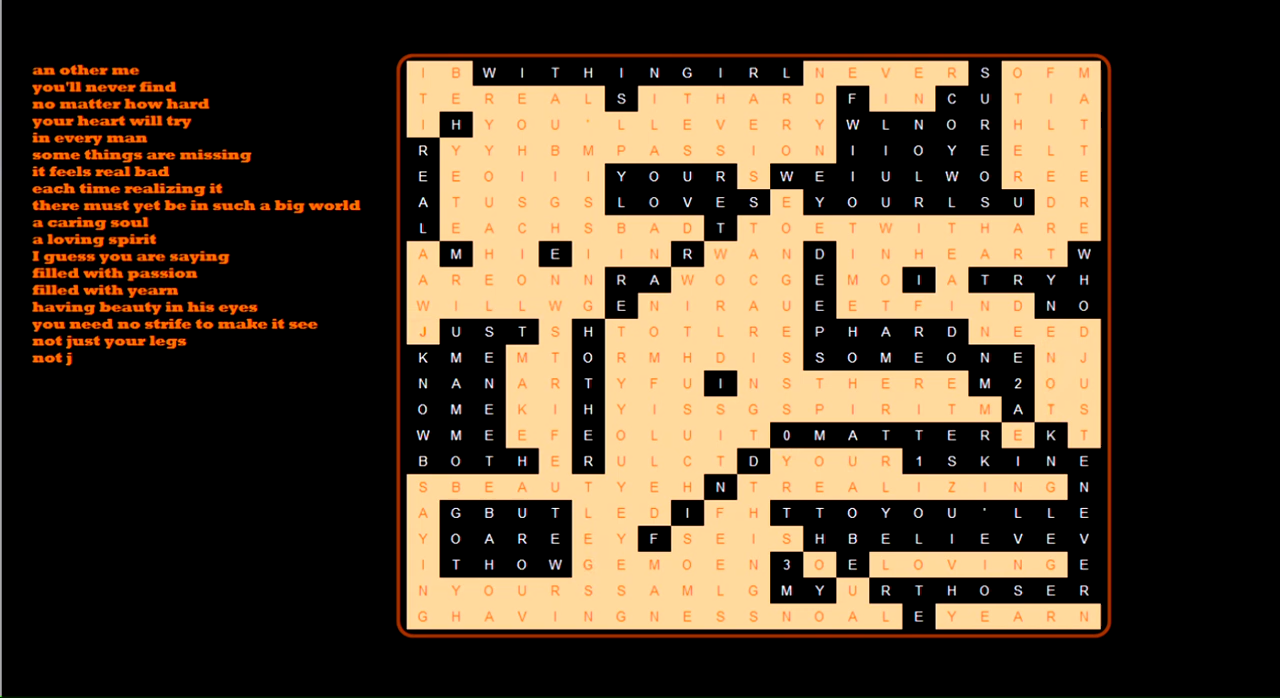 an other me
you'll never find
no matter how hard
your heart will try
in every man
some things are missing
it feels real bad
each time realizing it
there must yet be in such a big world
a caring soul
a loving spirit
I guess you are saying
filled with passion
filled with yearn
having beauty in his eyes
you need no strife to make it see
not just your legs
not j
I B W I T H I N G I R L N E V E R S O F M
T E R E A L S I T H A R D F I N C U T I A
I H Y O U ' L L E V E R Y W L N O R H L T
R Y Y H B M P A S S I O N I I O Y E E L T
E E O I I I Y O U R S W E I U L W O R E E
A T U S G S L O V E S E Y O U R L S U D R
L E A C H S B A D T T O E T W I T H A R E
A M H I E I I N R W A N D I N H E A R T W
A R E O N N R A W O C G E M O I A T R Y H
W I L L W G E N I R A U E E T F I N D N O
J U S T S H T O T L R E P H A R D N E E D
K M E M T O R M H D I S S O M E O N E N J
N A N A R T Y F U I N S T H E R E M 2 O U
O M E K I H Y I S S G S P I R I T M A T S
W M E E F E O L U I T 0 M A T T E R E K T
B O T H E R U L C T D Y O U R 1 S K I N E
S B E A U T Y E H N T R E A L I Z I N G N
A G B U T L E D I F H T T O Y O U ' L L E
Y O A R E E Y F S E I S H B E L I E V E V
I T H O W G E M O E N 3 O E L O V I N G E
N Y O U R S S A M L G M Y U R T H O S E R
G H A V I N G N E S S N O A L E Y E A R N